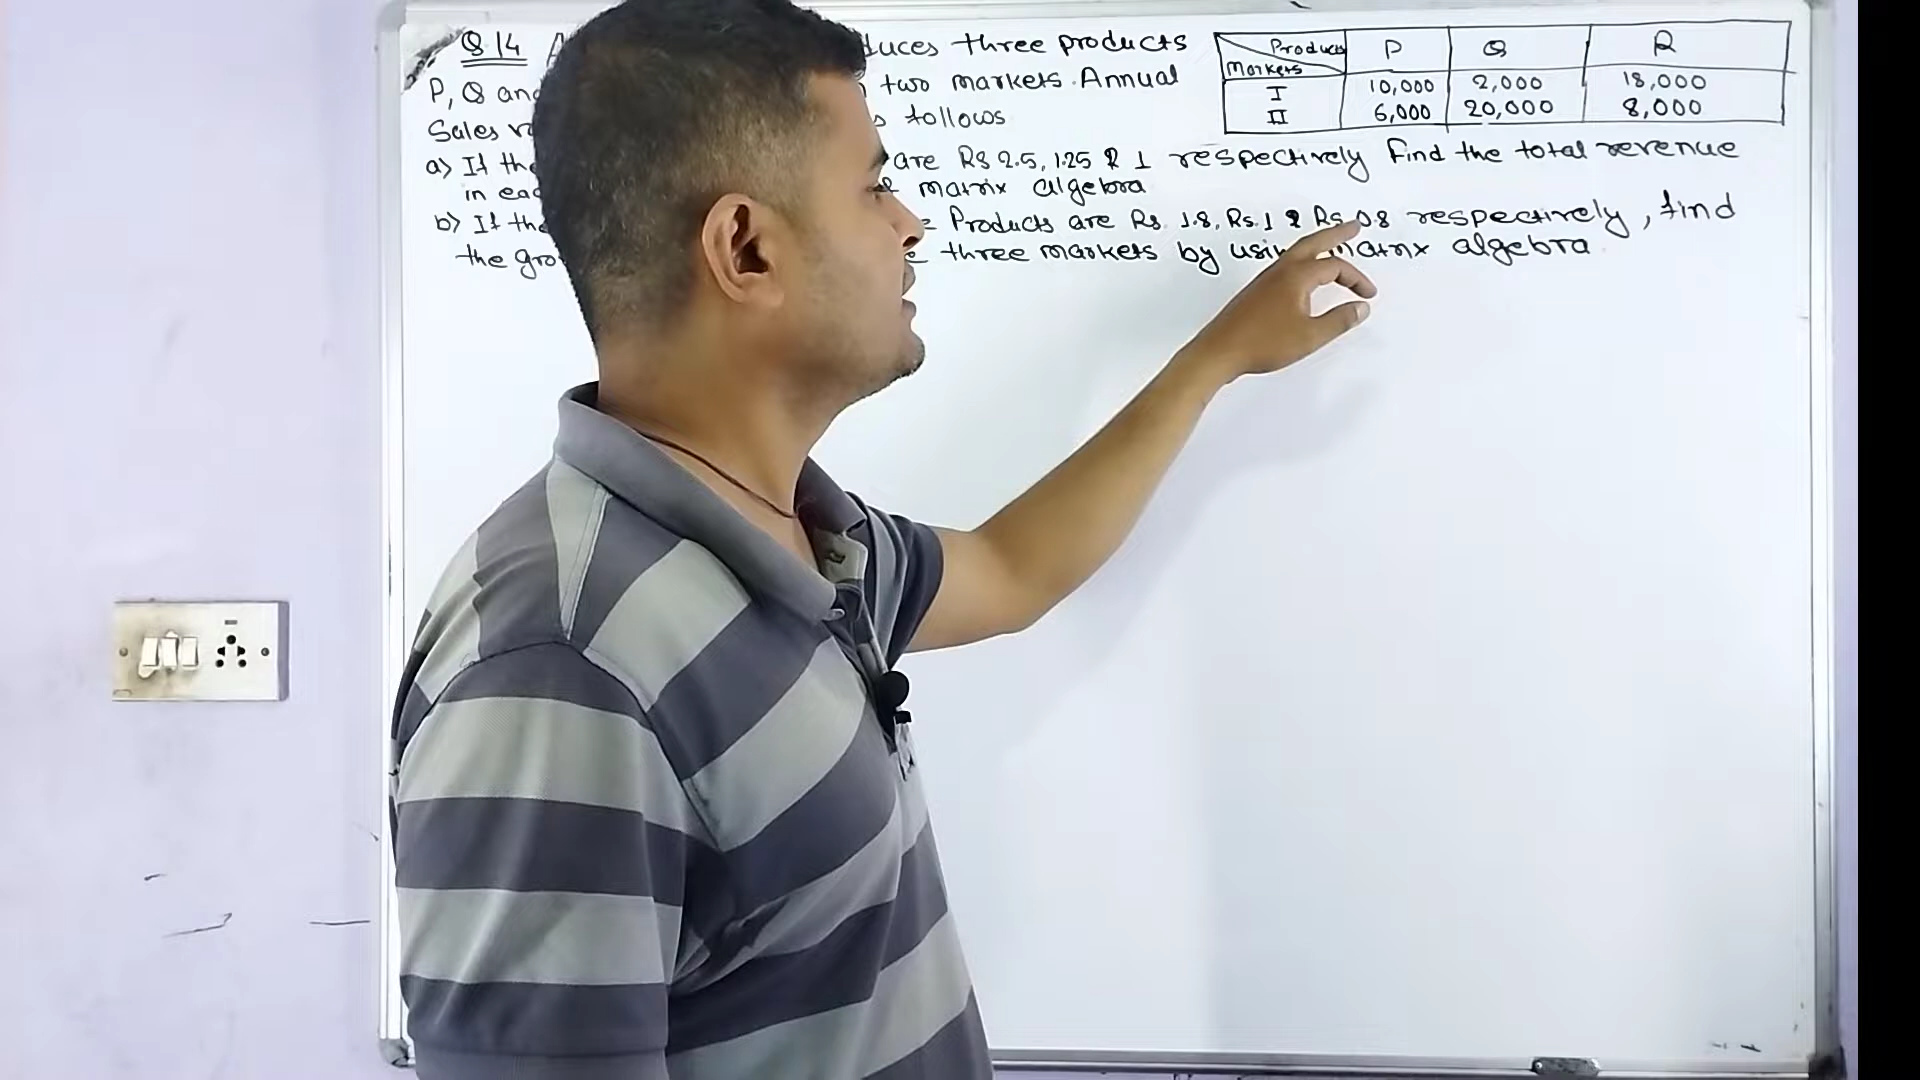 Q.14 A duces three products
P, Q and two markets. Annual
Sales s follows
Products P Q R
Markets
I 10,000 2,000 18,000
II 6,000 20,000 8,000
a) If the are Rs 2.5, 1.25 & 1 respectively Find the total revenue
in eac matrix algebra
b) If the Products are Rs. 1.8, Rs. 1 & Rs. 0.8 respectively, find
the gro three markets by using matrix algebra.